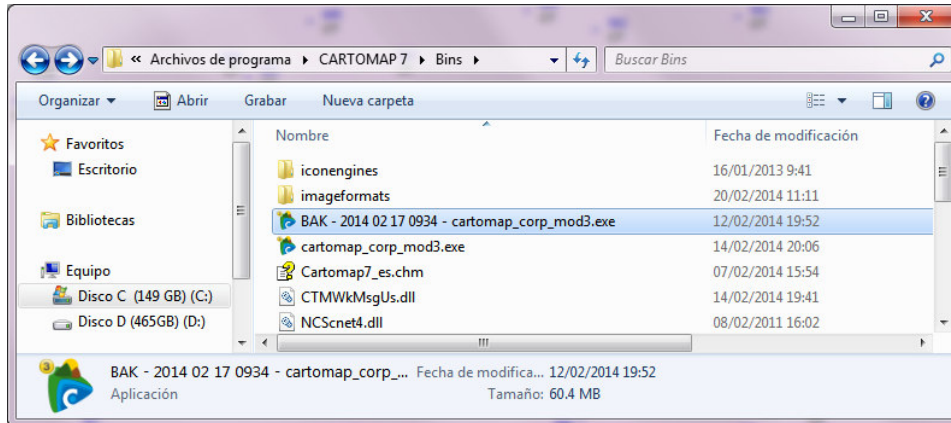 « Archivos de programa ▸ CARTOMAP 7 ▸ Bins ▸ Buscar Bins
Organizar Abrir Grabar Nueva carpeta
Favoritos
Escritorio
Bibliotecas
Equipo
Disco C (149 GB) (C:)
Disco D (465GB) (D:)
Nombre Fecha de modificación
iconengines 16/01/2013 9:41
imageformats 20/02/2014 11:11
BAK - 2014 02 17 0934 - cartomap_corp_mod3.exe 12/02/2014 19:52
cartomap_corp_mod3.exe 14/02/2014 20:06
Cartomap7_es.chm 07/02/2014 15:54
CTMWkMsgUs.dll 14/02/2014 19:41
NCScnet4.dll 08/02/2011 16:02
3
BAK - 2014 02 17 0934 - cartomap_corp_... Fecha de modifica... 12/02/2014 19:52
Aplicación Tamaño: 60.4 MB